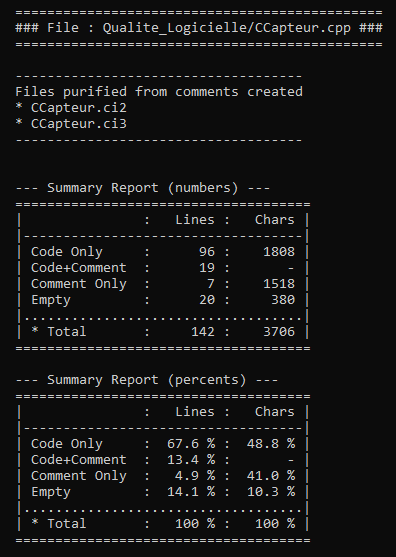 ===============================================
### File : Qualite_Logicielle/CCapteur.cpp ###
===============================================
------------------------------------
Files purified from comments created
* CCapteur.ci2
* CCapteur.ci3
------------------------------------
--- Summary Report (numbers) ---
=====================================
|               :   Lines :   Chars |
|-----------------------------------|
| Code Only     :      96 :    1808 |
| Code+Comment  :      19 :       - |
| Comment Only  :       7 :    1518 |
| Empty         :      20 :     380 |
|...................................|
| * Total       :     142 :    3706 |
=====================================
--- Summary Report (percents) ---
=====================================
|               :   Lines :   Chars |
|-----------------------------------|
| Code Only     :  67.6 % :  48.8 % |
| Code+Comment  :  13.4 % :       - |
| Comment Only  :   4.9 % :  41.0 % |
| Empty         :  14.1 % :  10.3 % |
|...................................|
| * Total       :   100 % :   100 % |
=====================================